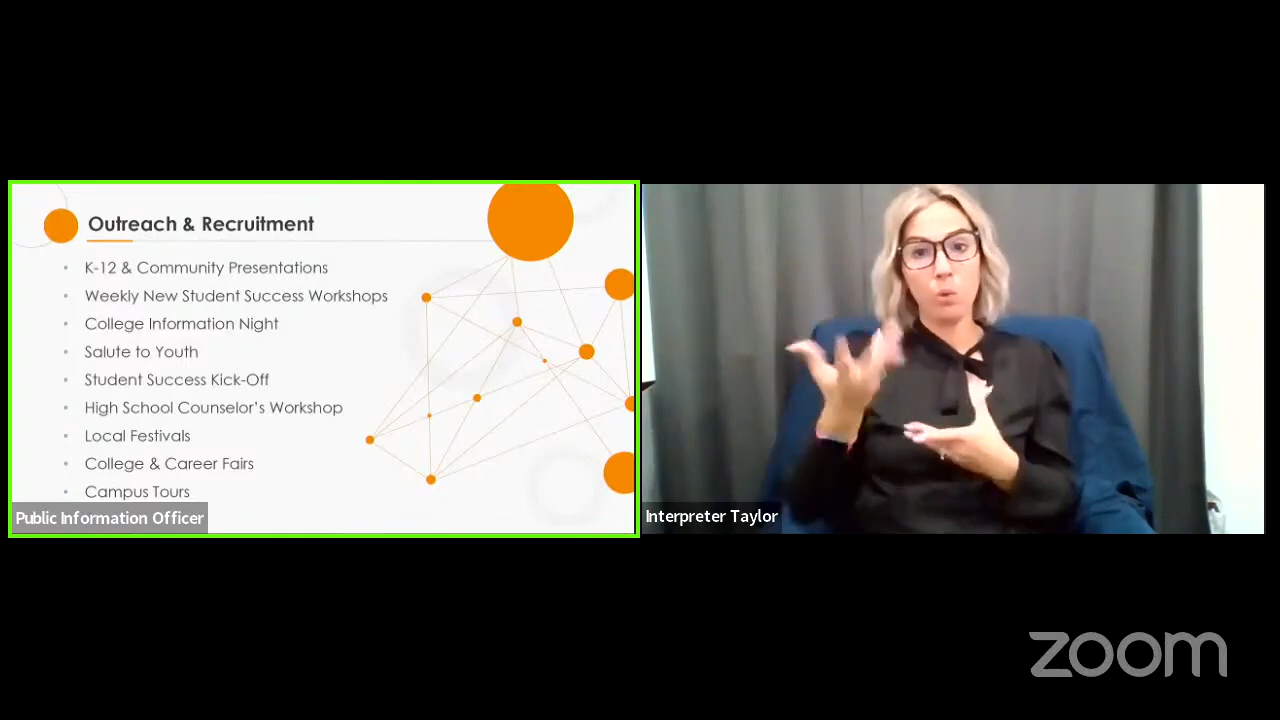 Outreach & Recruitment
K-12 & Community Presentations
Weekly New Student Success Workshops
College Information Night
Salute to Youth
Student Success Kick-Off
High School Counselor's Workshop
Local Festivals
College & Career Fairs
Campus Tours
Public Information Officer
Interpreter Taylor
zoom